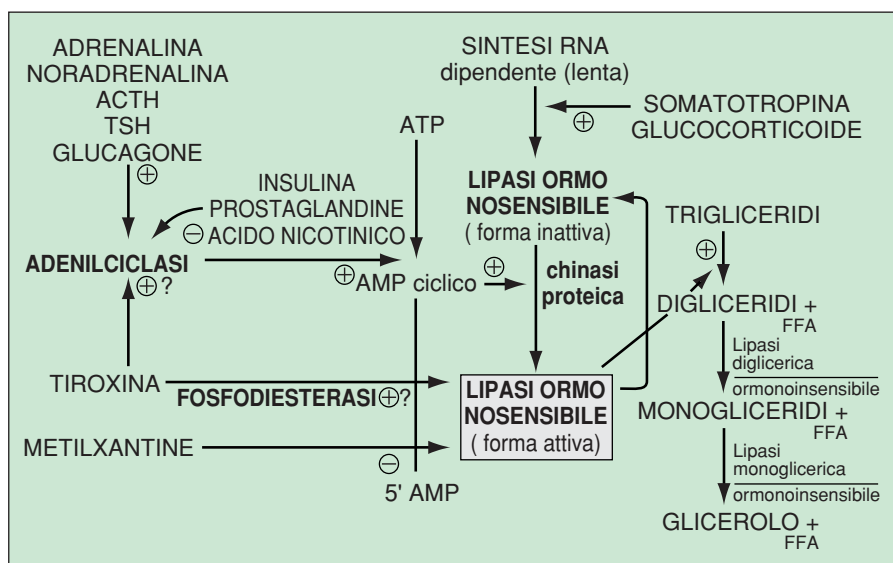 ADRENALINA
NORADRENALINA
ACTH
TSH
GLUCAGONE
⊕
INSULINA
PROSTAGLANDINE
⊖ ACIDO NICOTINICO
ADENILCICLASI
⊕?
TIROXINA
METILXANTINE
ATP
⊕ AMP ciclico
⊕
FOSFODIESTERASI ⊕?
⊖
5' AMP
SINTESI RNA
dipendente (lenta)
SOMATOTROPINA
⊕
GLUCOCORTICOIDE
LIPASI ORMO
NOSENSIBILE
( forma inattiva)
chinasi
proteica
LIPASI ORMO
NOSENSIBILE
( forma attiva)
TRIGLICERIDI
⊕
DIGLICERIDI +
FFA
Lipasi
diglicerica
ormonoinsensibile
MONOGLICERIDI +
FFA
Lipasi
monoglicerica
ormonoinsensibile
GLICEROLO +
FFA